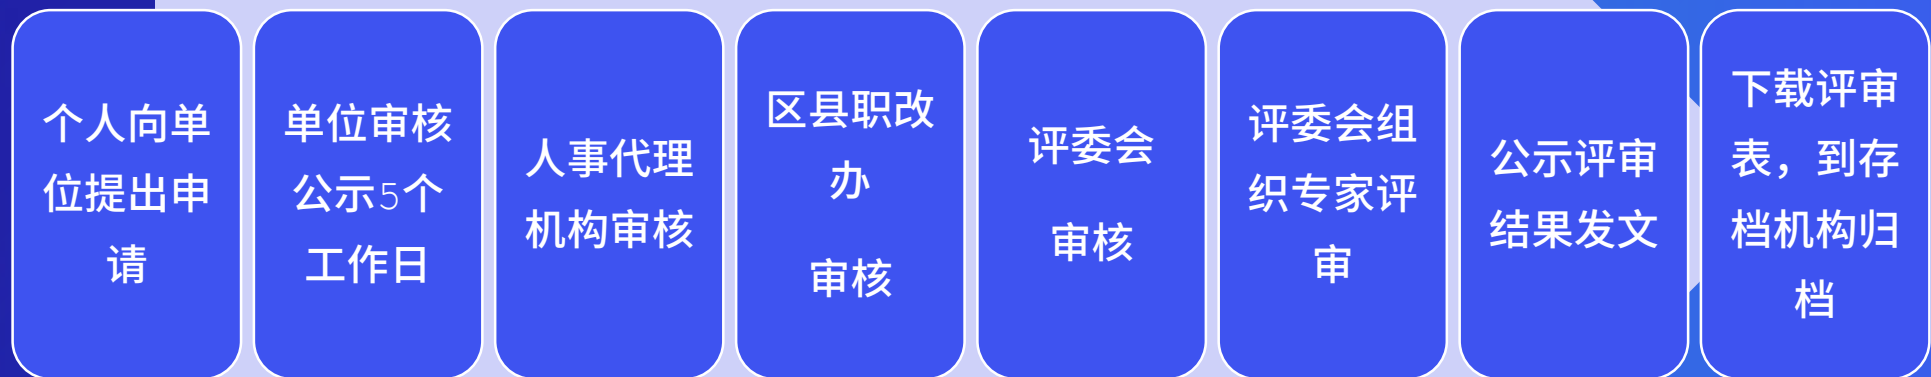 个人向单
位提出申
请
单位审核
公示5个
工作日
人事代理
机构审核
区县职改
办
审核
评委会
审核
评委会组
织专家评
审
公示评审
结果发文
下载评审
表，到存
档机构归
档